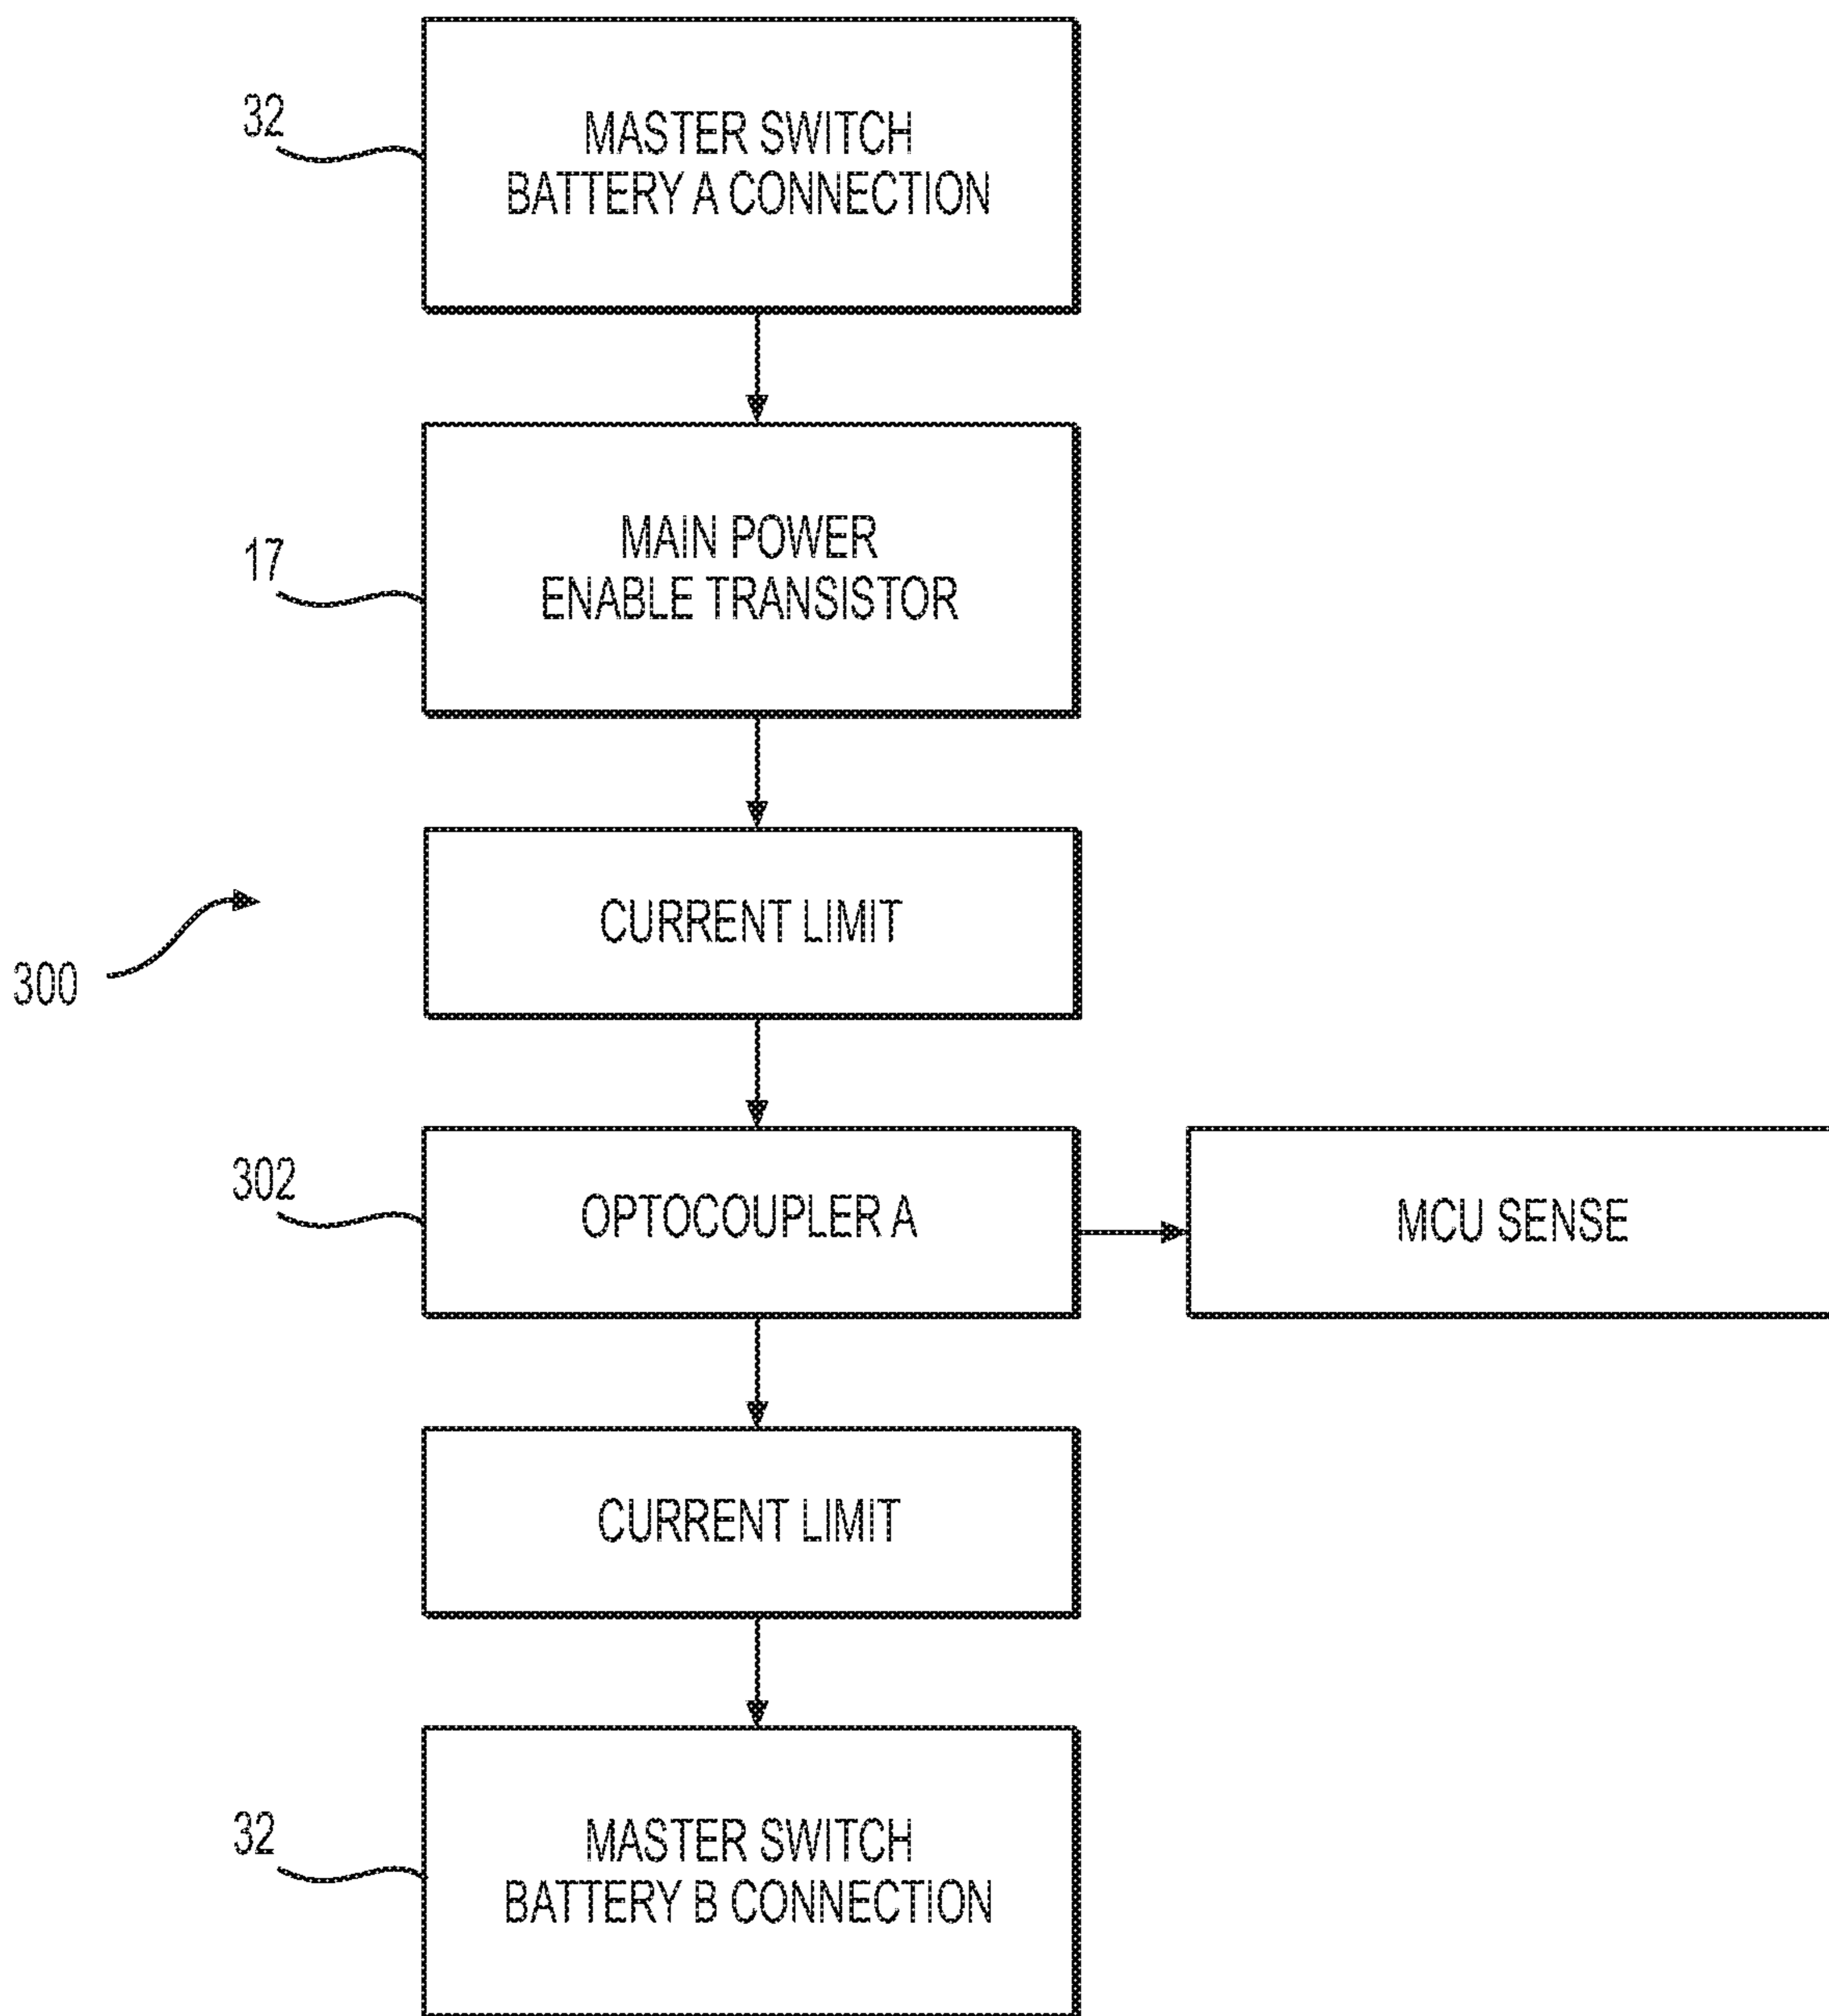 32
MASTER SWITCH
BATTERY A CONNECTION
17
MAIN POWER
ENABLE TRANSISTOR
300
CURRENT LIMIT
302
OPTOCOUPLER A
MCU SENSE
CURRENT LIMIT
32
MASTER SWITCH
BATTERY B CONNECTION